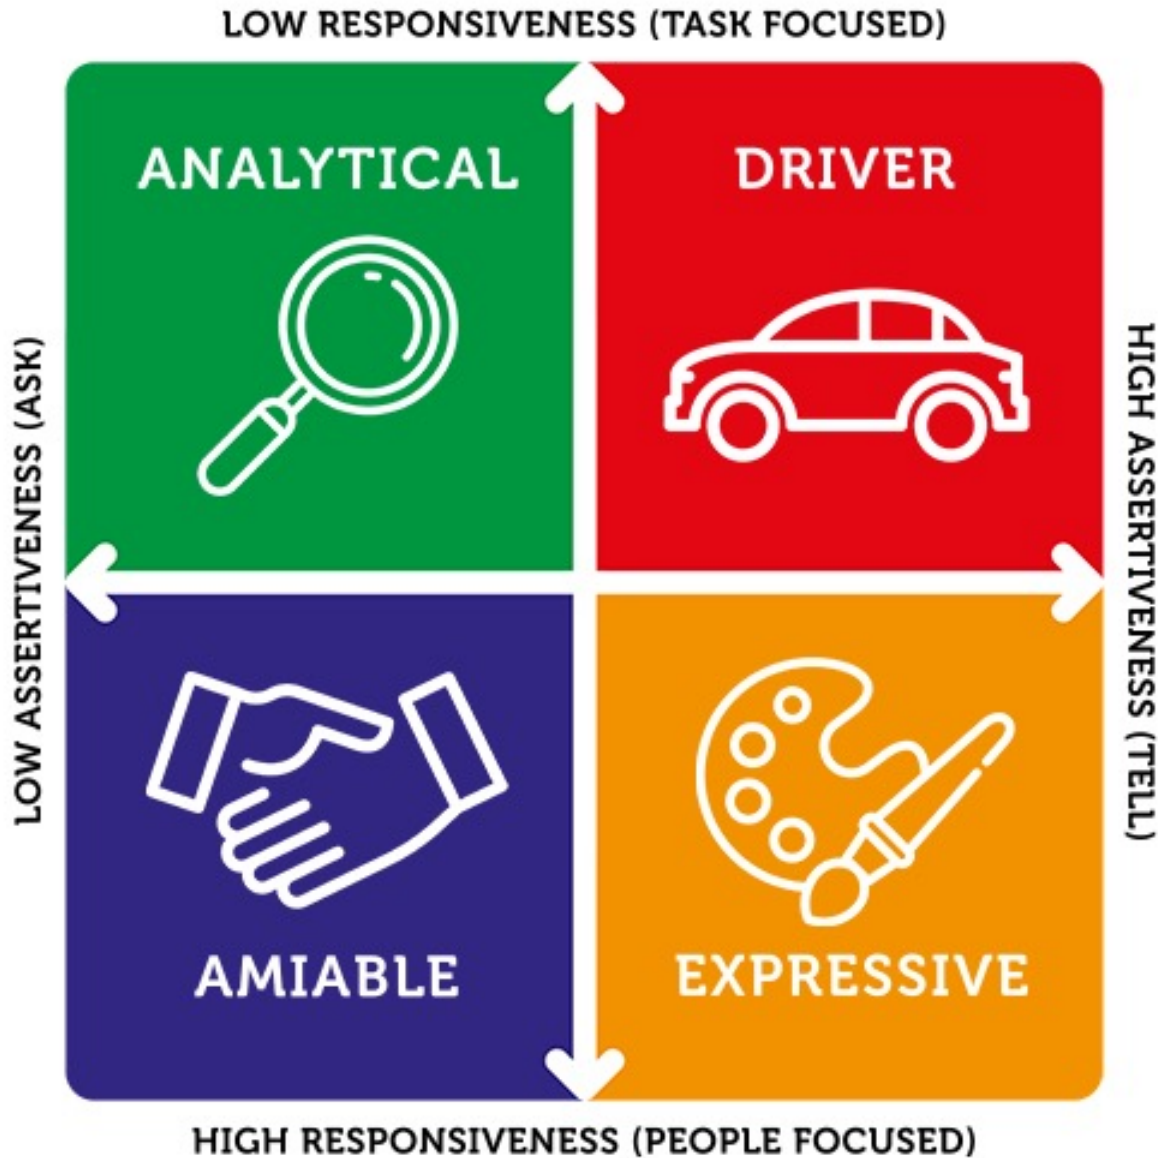 LOW RESPONSIVENESS (TASK FOCUSED)
ANALYTICAL
DRIVER
LOW ASSERTIVENESS (ASK)
HIGH ASSERTIVENESS (TELL)
AMIABLE
EXPRESSIVE
HIGH RESPONSIVENESS (PEOPLE FOCUSED)